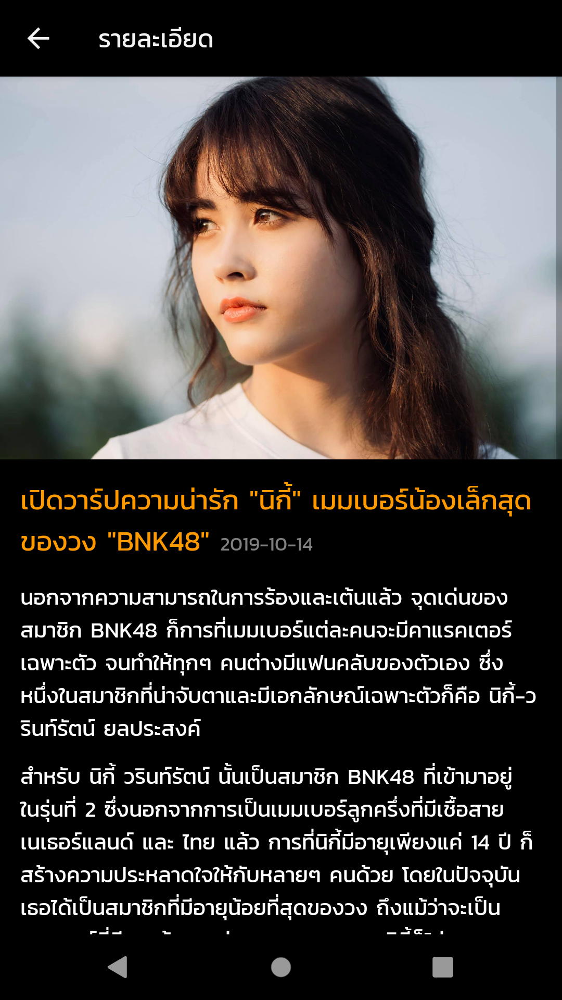 รายละเอียด
เปิดวาร์ปความน่ารัก "นิกี้" เมมเบอร์น้องเล็กสุด
ของวง "BNK48" 2019-10-14
นอกจากความสามารถในการร้องและเต้นแล้ว จุดเด่นของ
สมาชิก BNK48 ก็การที่เมมเบอร์แต่ละคนจะมีคาแรคเตอร์
เฉพาะตัว จนทำให้ทุกๆ คนต่างมีแฟนคลับของตัวเอง ซึ่ง
หนึ่งในสมาชิกที่น่าจับตาและมีเอกลักษณ์เฉพาะตัวก็คือ นิกี้-ว
รินท์รัตน์ ยลประสงค์
สำหรับ นิกี้ วรินท์รัตน์ นั้นเป็นสมาชิก BNK48 ที่เข้ามาอยู่
ในรุ่นที่ 2 ซึ่งนอกจากการเป็นเมมเบอร์ลูกครึ่งที่มีเชื้อสาย
เนเธอร์แลนด์ และ ไทย แล้ว การที่นิกี้มีอายุเพียงแค่ 14 ปี ก็
สร้างความประหลาดใจให้กับหลายๆ คนด้วย โดยในปัจจุบัน
เธอได้เป็นสมาชิกที่มีอายุน้อยที่สุดของวง ถึงแม้ว่าจะเป็น